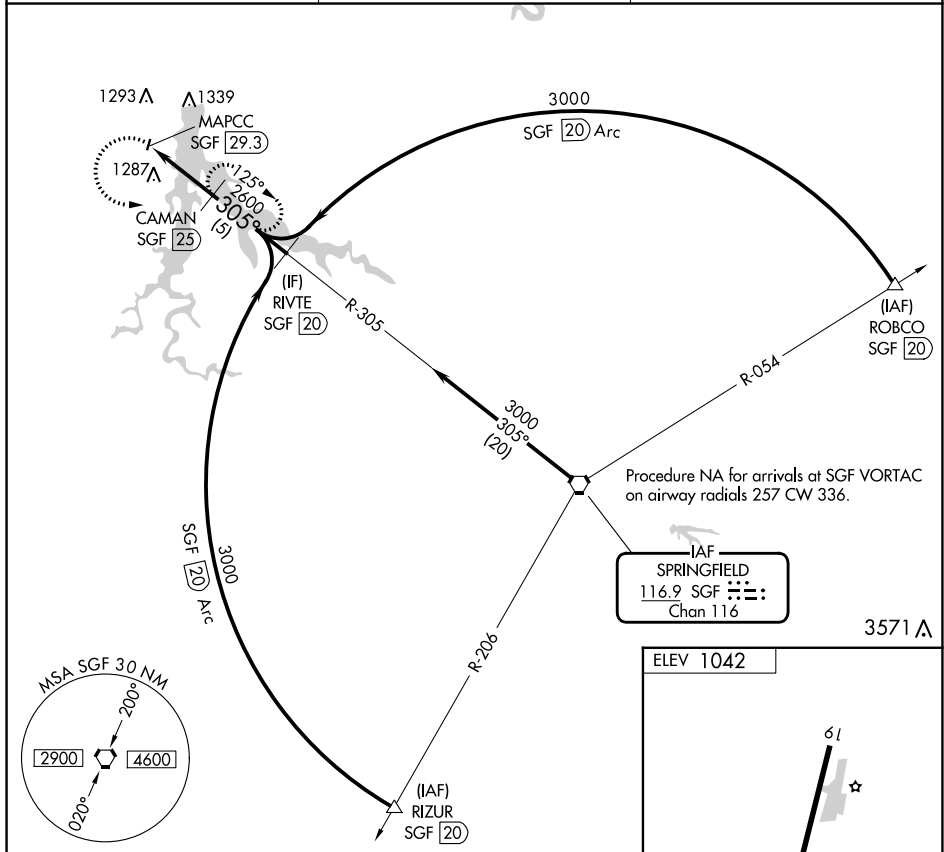 1293
1339
MAPCC
SGF 29.3
1287
125°
2600
305°
(5)
CAMAN
SGF 25
3000
SGF 20 Arc
(IF)
RIVTE
SGF 20
R-305
(IAF)
ROBCO
SGF 20
R-054
3000
305°
(20)
Procedure NA for arrivals at SGF VORTAC
on airway radials 257 CW 336.
IAF
SPRINGFIELD
116.9 SGF
Chan 116
3000
SGF 20 Arc
R-206
3571
MSA SGF 30 NM
200°
2900
4600
020°
(IAF)
RIZUR
SGF 20
ELEV 1042
19